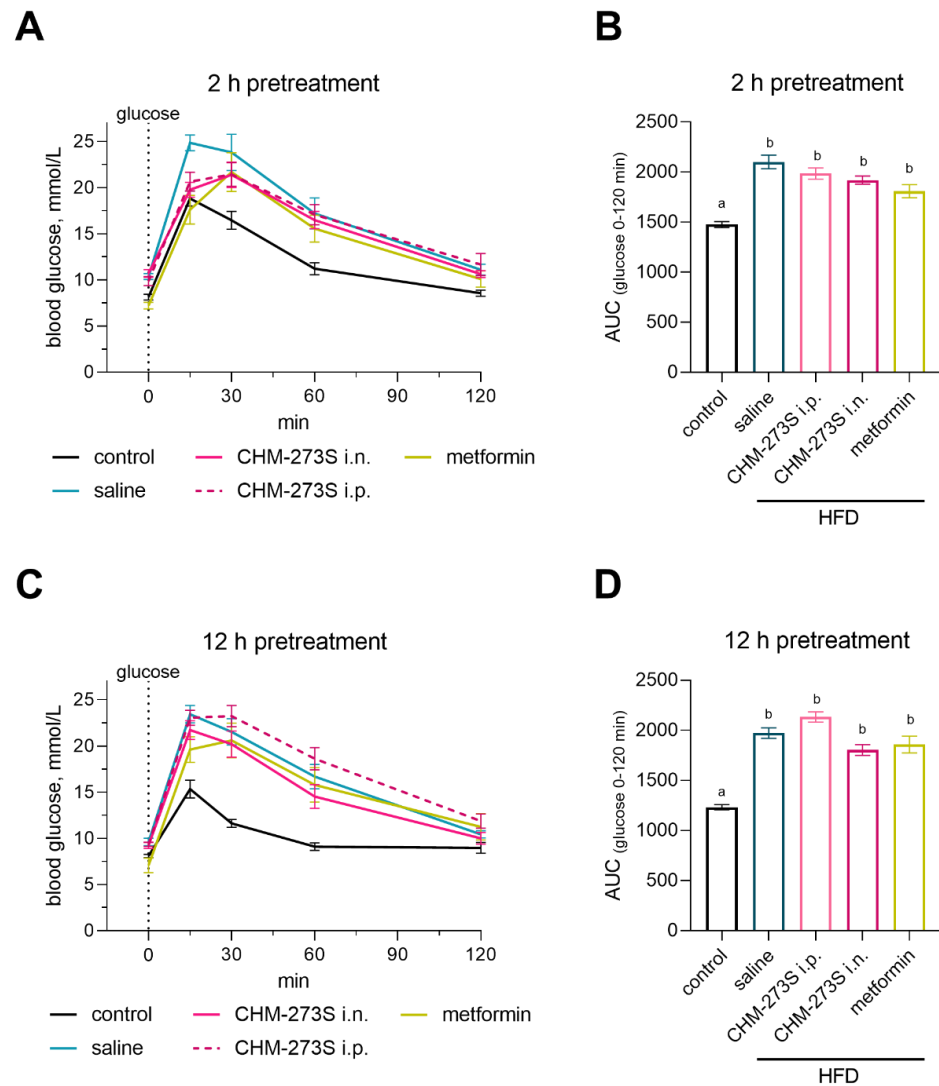 A
2 h pretreatment
glucose
blood glucose, mmol/L
25
20
15
10
5
0
0 30 60 90 120
min
control CHM-273S i.n. metformin
saline CHM-273S i.p.
B
2 h pretreatment
AUC (glucose 0-120 min)
2500
2000
1500
1000
500
0
a b b b b
control
saline
CHM-273S i.p.
CHM-273S i.n.
metformin
HFD
C
12 h pretreatment
glucose
blood glucose, mmol/L
25
20
15
10
5
0
0 30 60 90 120
min
control CHM-273S i.n. metformin
saline CHM-273S i.p.
D
12 h pretreatment
AUC (glucose 0-120 min)
2500
2000
1500
1000
500
0
a b b b b
control
saline
CHM-273S i.p.
CHM-273S i.n.
metformin
HFD